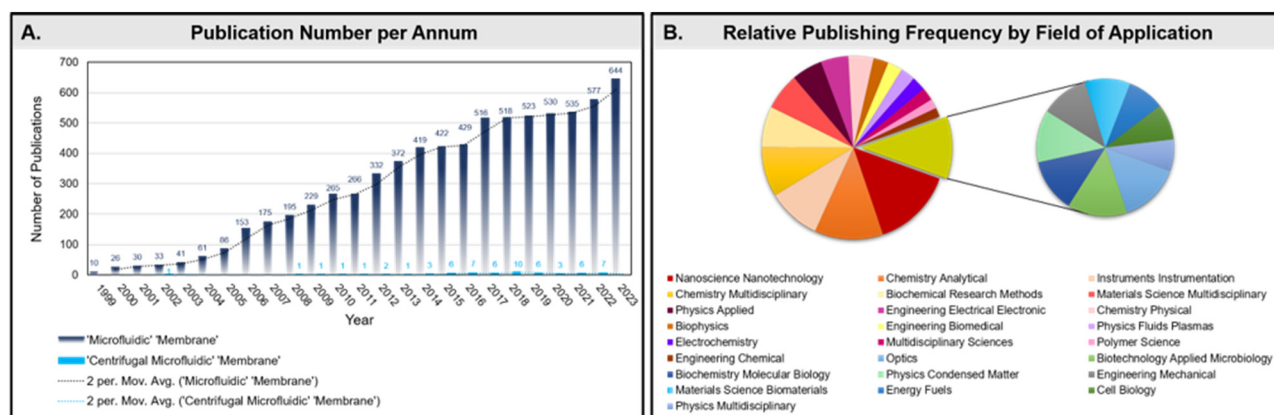 A. Publication Number per Annum
Number of Publications
700
600
500
400
300
200
100
0
10 26 30 33 41 61 86 153 175 195 229 265 266 332 372 419 422 429 516 518 523 530 535 577 644
1 1 1 1 1 2 1 3 6 7 6 10 6 3 6 7
1999 2000 2001 2002 2003 2004 2005 2006 2007 2008 2009 2010 2011 2012 2013 2014 2015 2016 2017 2018 2019 2020 2021 2022 2023
Year
'Microfluidic' 'Membrane'
'Centrifugal Microfluidic' 'Membrane'
2 per. Mov. Avg. ('Microfluidic' 'Membrane')
2 per. Mov. Avg. ('Centrifugal Microfluidic' 'Membrane')
B. Relative Publishing Frequency by Field of Application
Nanoscience Nanotechnology Chemistry Analytical Instruments Instrumentation
Chemistry Multidisciplinary Biochemical Research Methods Materials Science Multidisciplinary
Physics Applied Engineering Electrical Electronic Chemistry Physical
Biophysics Engineering Biomedical Physics Fluids Plasmas
Electrochemistry Multidisciplinary Sciences Polymer Science
Engineering Chemical Optics Biotechnology Applied Microbiology
Biochemistry Molecular Biology Physics Condensed Matter Engineering Mechanical
Materials Science Biomaterials Energy Fuels Cell Biology
Physics Multidisciplinary